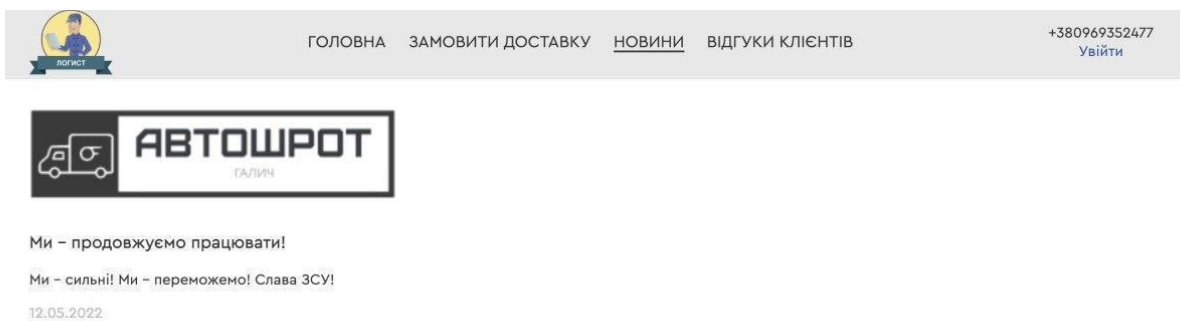 ЛОГИСТ
ГОЛОВНА ЗАМОВИТИ ДОСТАВКУ НОВИНИ ВІДГУКИ КЛІЄНТІВ
+380969352477
Увійти
АВТОШРОТ
ГАЛИЧ
Ми – продовжуємо працювати!
Ми – сильні! Ми – переможемо! Слава ЗСУ!
12.05.2022